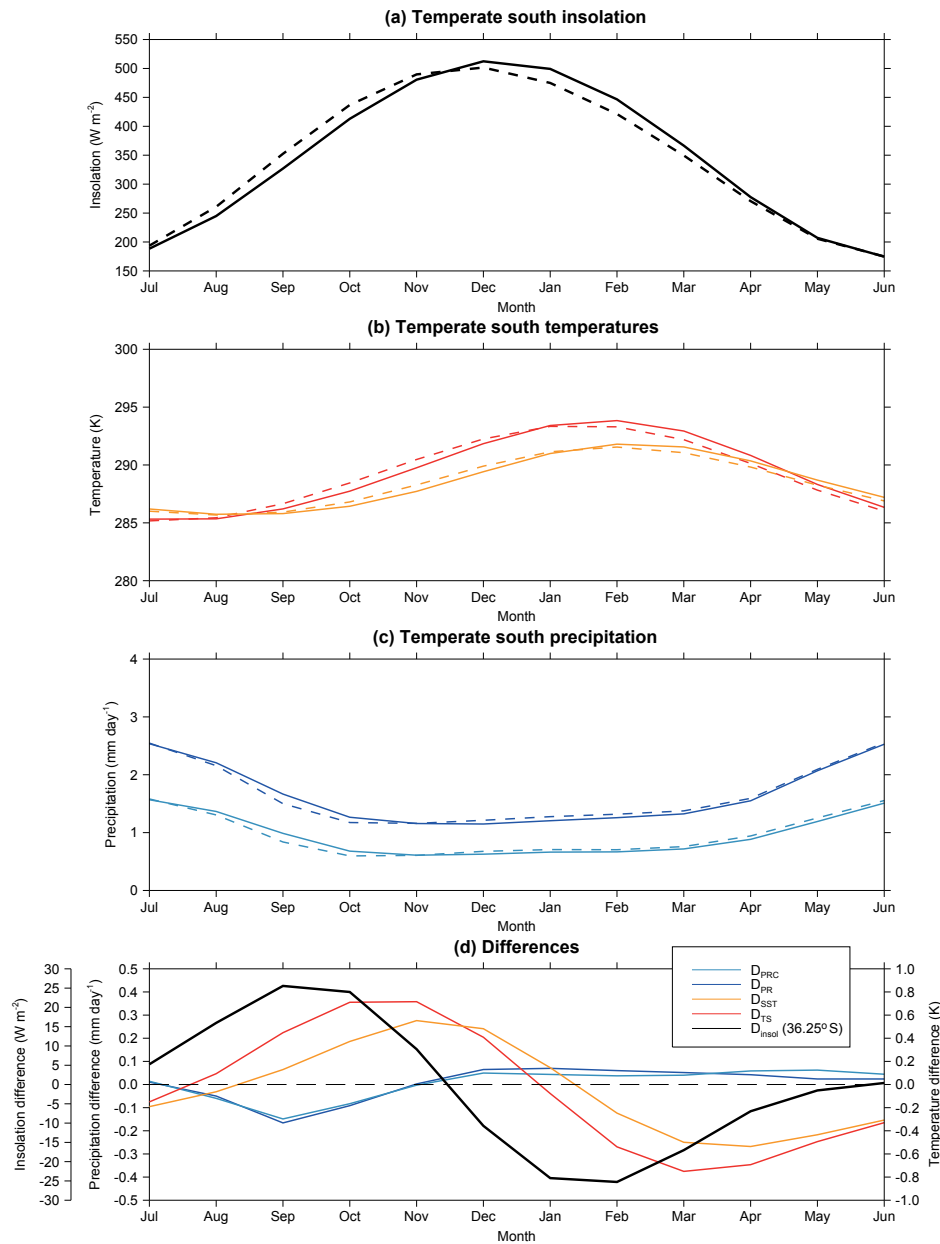 (a) Temperate south insolation
550
500
450
400
350
300
250
200
150
Insolation (W m⁻²)
Jul Aug Sep Oct Nov Dec Jan Feb Mar Apr May Jun
Month
(b) Temperate south temperatures
300
295
290
285
280
Temperature (K)
Jul Aug Sep Oct Nov Dec Jan Feb Mar Apr May Jun
Month
(c) Temperate south precipitation
4
3
2
1
0
Precipitation (mm day⁻¹)
Jul Aug Sep Oct Nov Dec Jan Feb Mar Apr May Jun
Month
(d) Differences
30 0.5 1.0
25 0.4 0.8
20 0.3 0.6
15 0.2 0.4
10 0.1 0.2
5 0.0 0.0
0 -0.1 -0.2
-5 -0.2 -0.4
-10 -0.3 -0.6
-15 -0.4 -0.8
-20 -0.5 -1.0
-25
-30
Insolation difference (W m⁻²)
Precipitation difference (mm day⁻¹)
Temperature difference (K)
D_PRC
D_PR
D_SST
D_TS
D_insol (36.25º S)
Jul Aug Sep Oct Nov Dec Jan Feb Mar Apr May Jun
Month